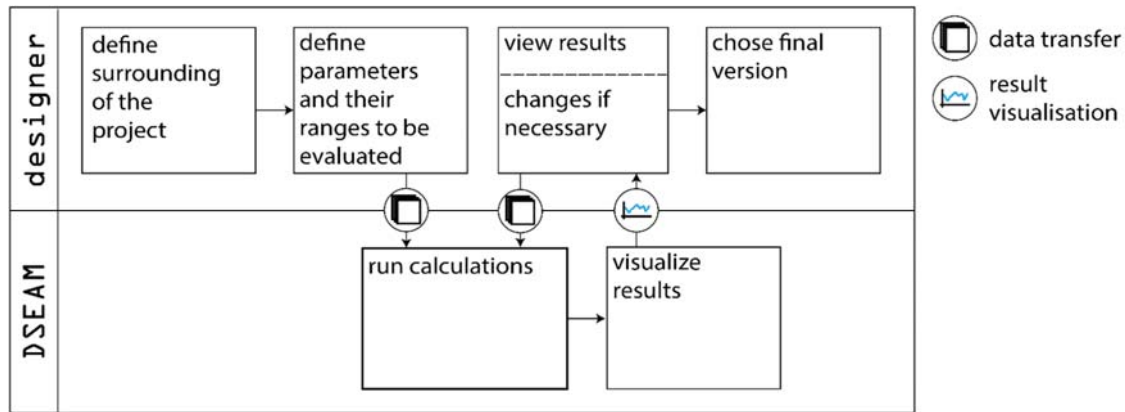 designer
define
surrounding
of the
project
define
parameters
and their
ranges to be
evaluated
view results
changes if
necessary
chose final
version
data transfer
result
visualisation
DSEAM
run calculations
visualize
results